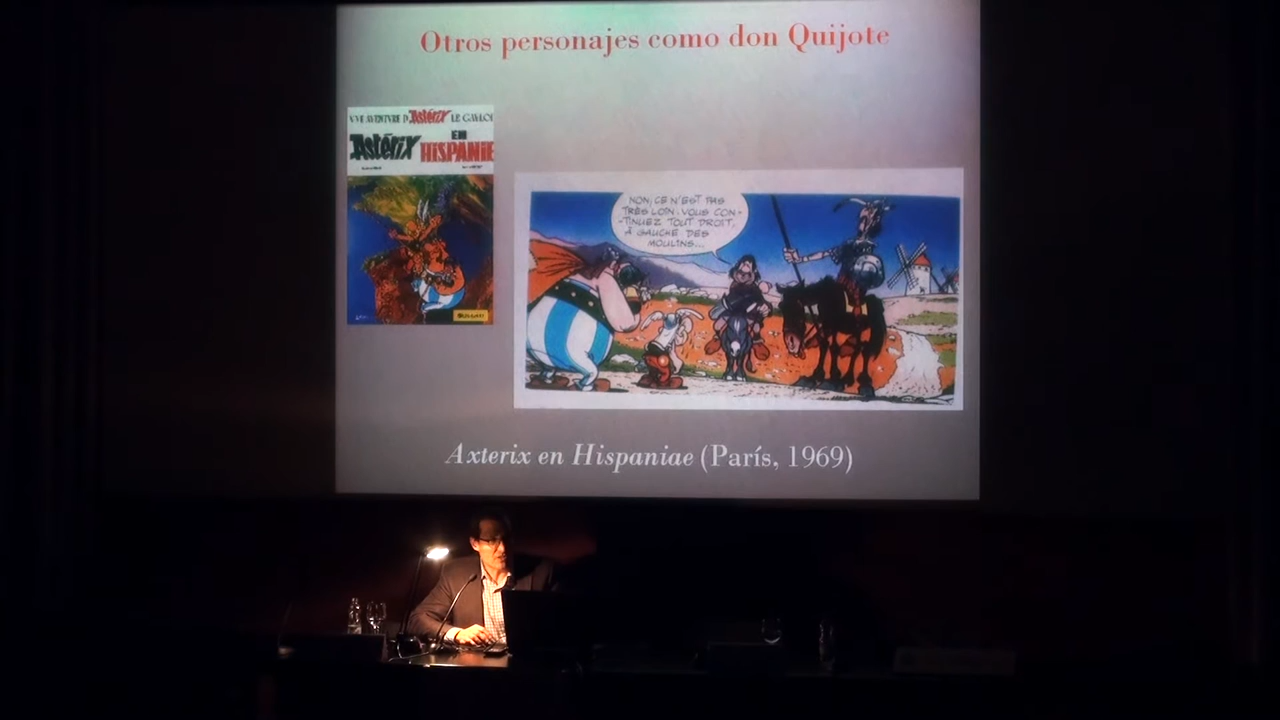 Otros personajes como don Quijote
UNE AVENTURE D'Astérix LE GAULOIS
Astérix EN
HISPANIE
NON, CE N'EST PAS
TRÈS LOIN. VOUS CON-
-TINUEZ TOUT DROIT,
À GAUCHE DES
MOULINS...
Axterix en Hispaniae (París, 1969)